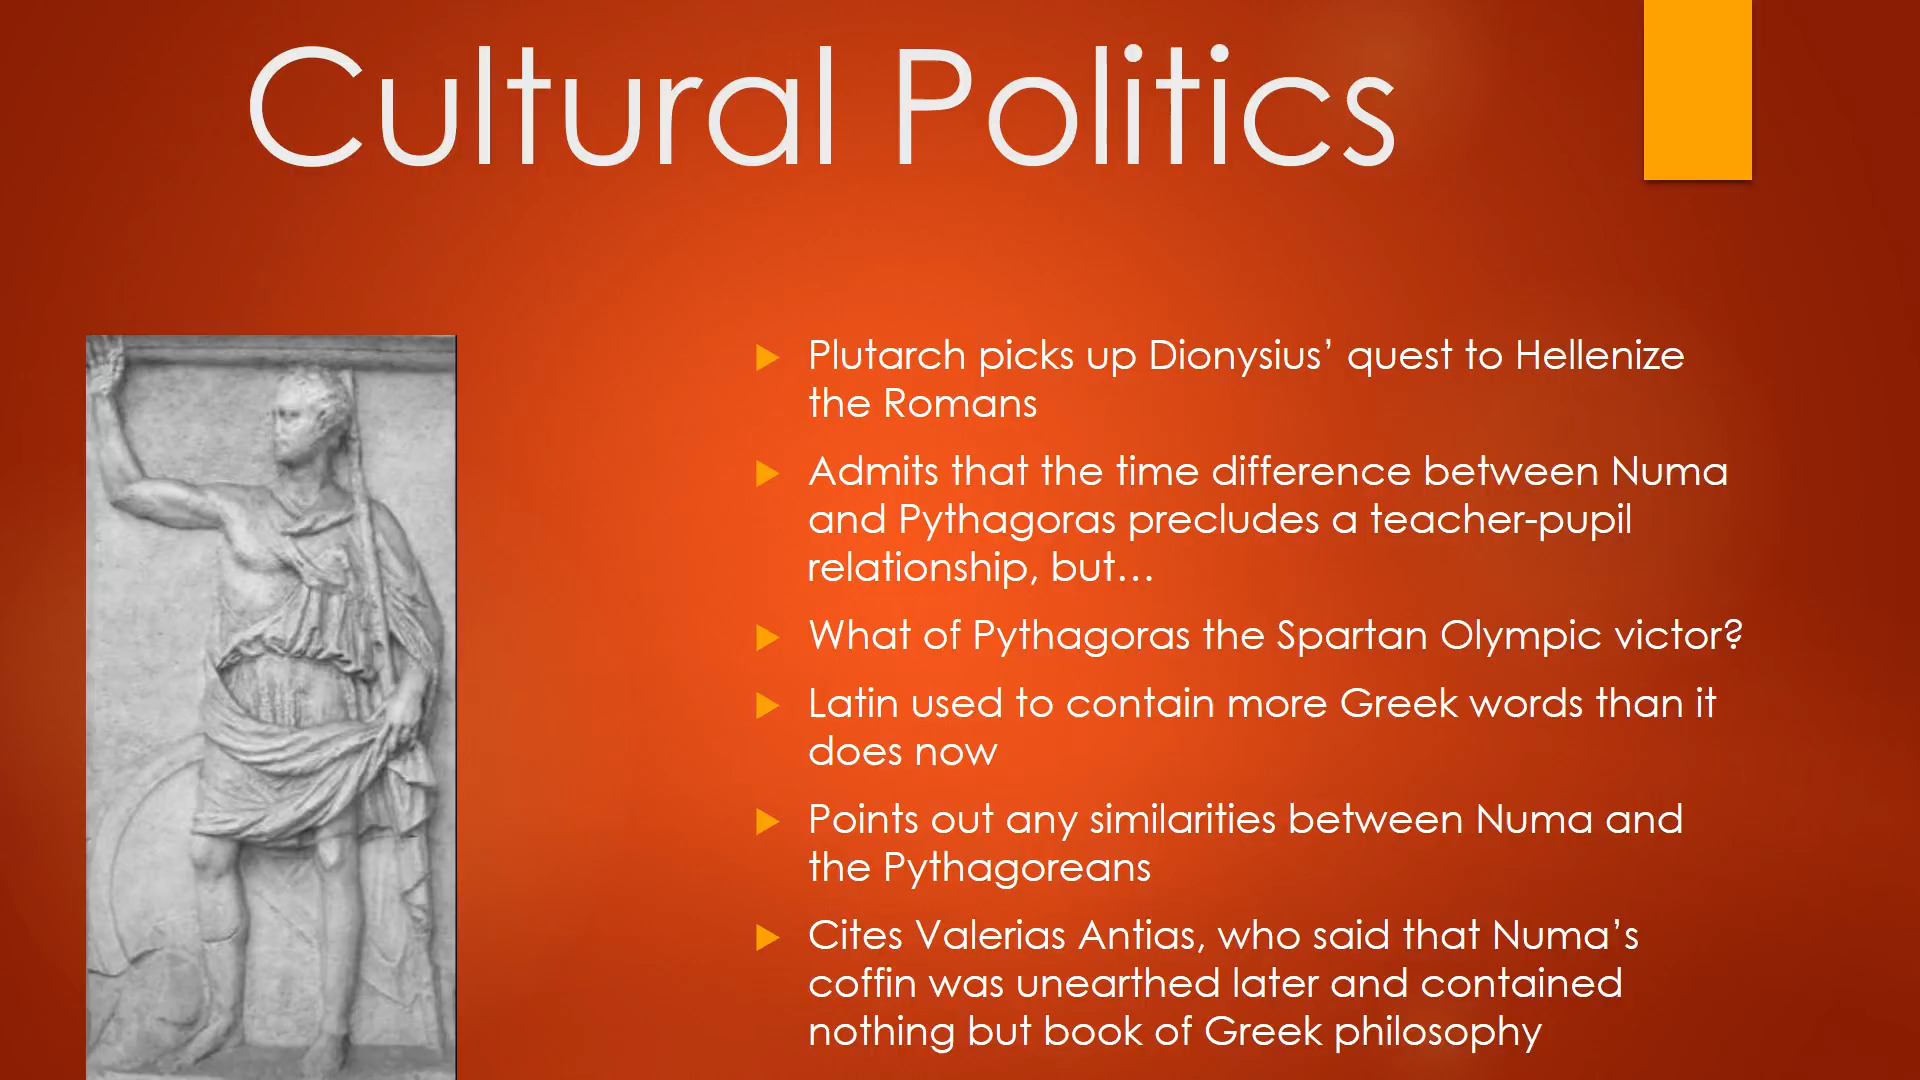 Cultural Politics
Plutarch picks up Dionysius’ quest to Hellenize
the Romans
Admits that the time difference between Numa
and Pythagoras precludes a teacher-pupil
relationship, but…
What of Pythagoras the Spartan Olympic victor?
Latin used to contain more Greek words than it
does now
Points out any similarities between Numa and
the Pythagoreans
Cites Valerias Antias, who said that Numa’s
coffin was unearthed later and contained
nothing but book of Greek philosophy